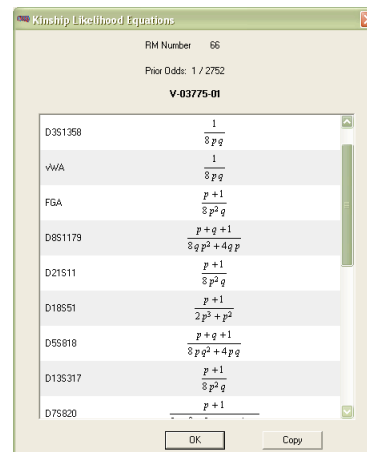 Kinship Likelihood Equations
RM Number 66
Prior Odds: 1 / 2752
V-03775-01
D3S1358 1 / 8 p q
vWA 1 / 8 p q
FGA p + 1 / 8 p² q
D8S1179 p + q + 1 / 8 q p² + 4 q p
D21S11 p + 1 / 8 p² q
D18S51 p + 1 / 2 p³ + p²
D5S818 p + q + 1 / 8 p q² + 4 p q
D13S317 p + 1 / 8 p² q
D7S820 p + 1
OK Copy